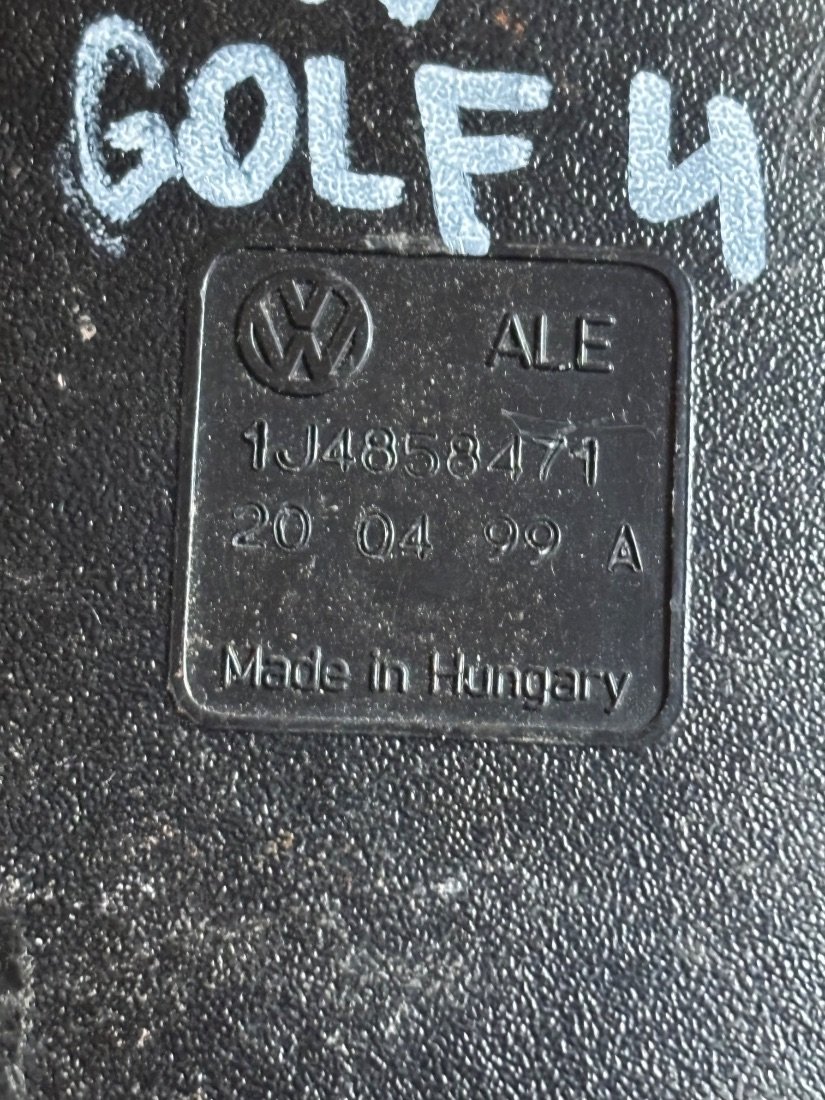 GOLF 4
ALE
1J4858471
20 04 99 A
Made in Hungary